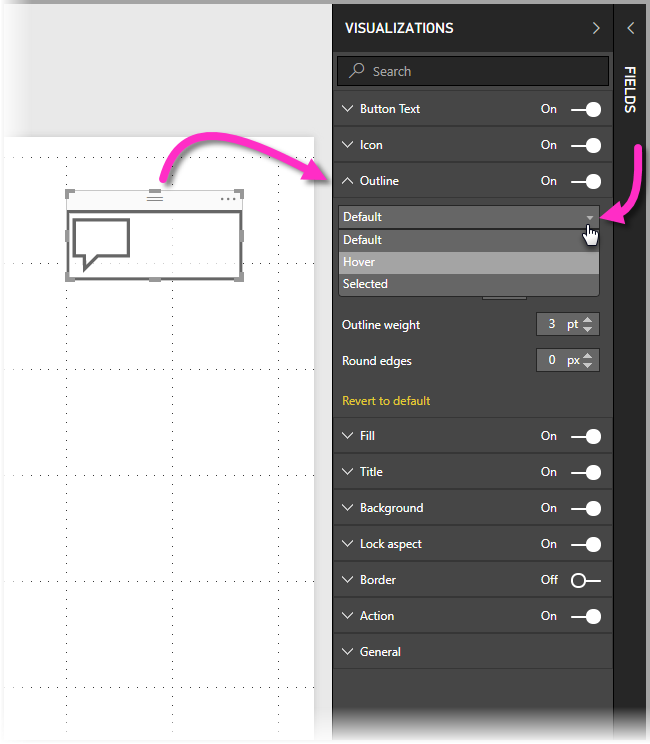 VISUALIZATIONS
FIELDS
Search
Button Text On
Icon On
Outline On
Default
Default
Hover
Selected
Outline weight 3 pt
Round edges 0 px
Revert to default
Fill On
Title On
Background On
Lock aspect On
Border Off
Action On
General